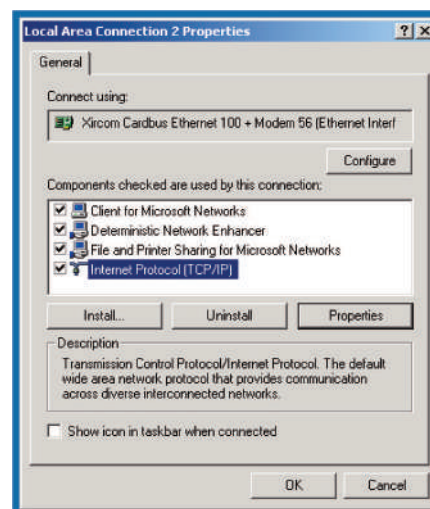 Local Area Connection 2 Properties
General
Connect using:
Xircom Cardbus Ethernet 100 + Modem 56 (Ethernet Interf
Configure
Components checked are used by this connection:
Client for Microsoft Networks
Deterministic Network Enhancer
File and Printer Sharing for Microsoft Networks
Internet Protocol (TCP/IP)
Install...
Uninstall
Properties
Description
Transmission Control Protocol/Internet Protocol. The default
wide area network protocol that provides communication
across diverse interconnected networks.
Show icon in taskbar when connected
OK
Cancel